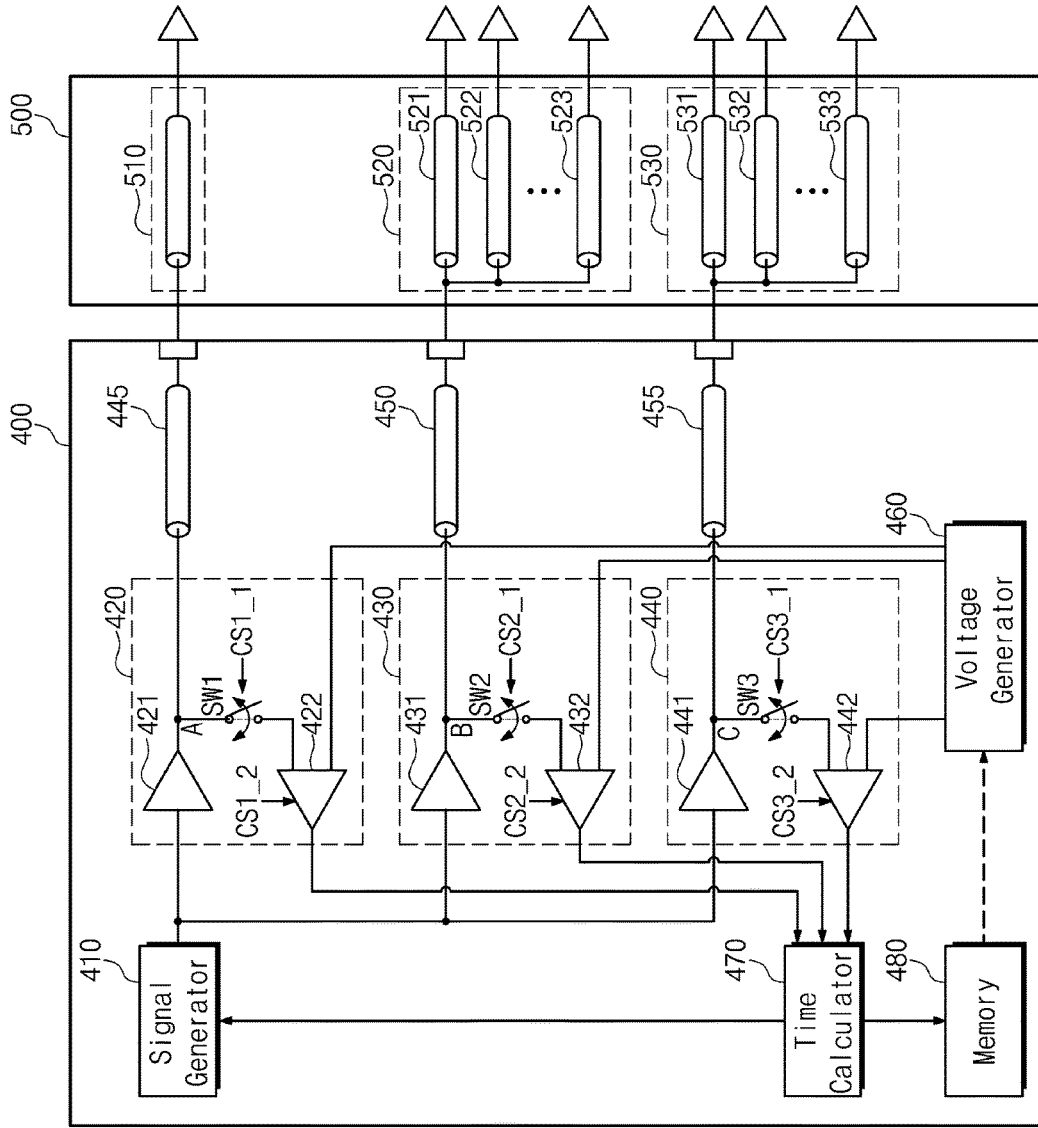 500
510
520
521
522
523
530
531
532
533
400
445
450
455
460
420
421
A
SW1
CS1_1
422
CS1_2
430
431
B
SW2
CS2_1
432
CS2_2
440
441
C
SW3
CS3_1
442
CS3_2
Voltage
Generator
410
Signal
Generator
470
Time
Calculator
480
Memory